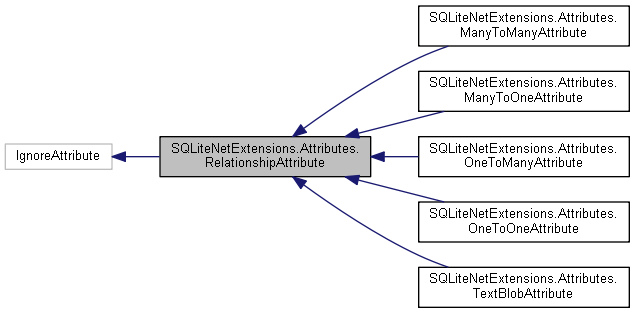 SQLiteNetExtensions.Attributes.
ManyToManyAttribute
SQLiteNetExtensions.Attributes.
ManyToOneAttribute
IgnoreAttribute
SQLiteNetExtensions.Attributes.
RelationshipAttribute
SQLiteNetExtensions.Attributes.
OneToManyAttribute
SQLiteNetExtensions.Attributes.
OneToOneAttribute
SQLiteNetExtensions.Attributes.
TextBlobAttribute